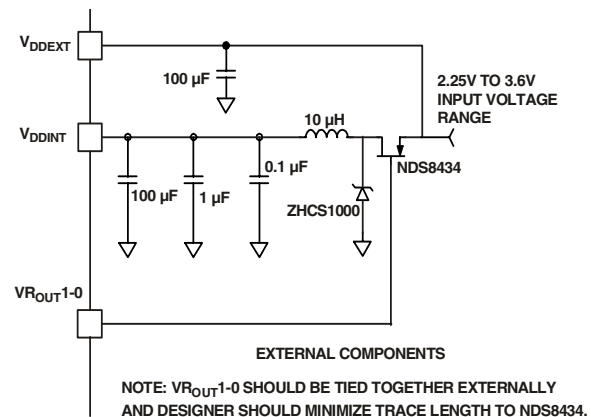 VDDEXT
100 µF
2.25V TO 3.6V
INPUT VOLTAGE
RANGE
10 µH
VDDINT
NDS8434
0.1 µF
100 µF
1 µF
ZHCS1000
VROUT1-0
EXTERNAL COMPONENTS
NOTE: VROUT1-0 SHOULD BE TIED TOGETHER EXTERNALLY
AND DESIGNER SHOULD MINIMIZE TRACE LENGTH TO NDS8434.